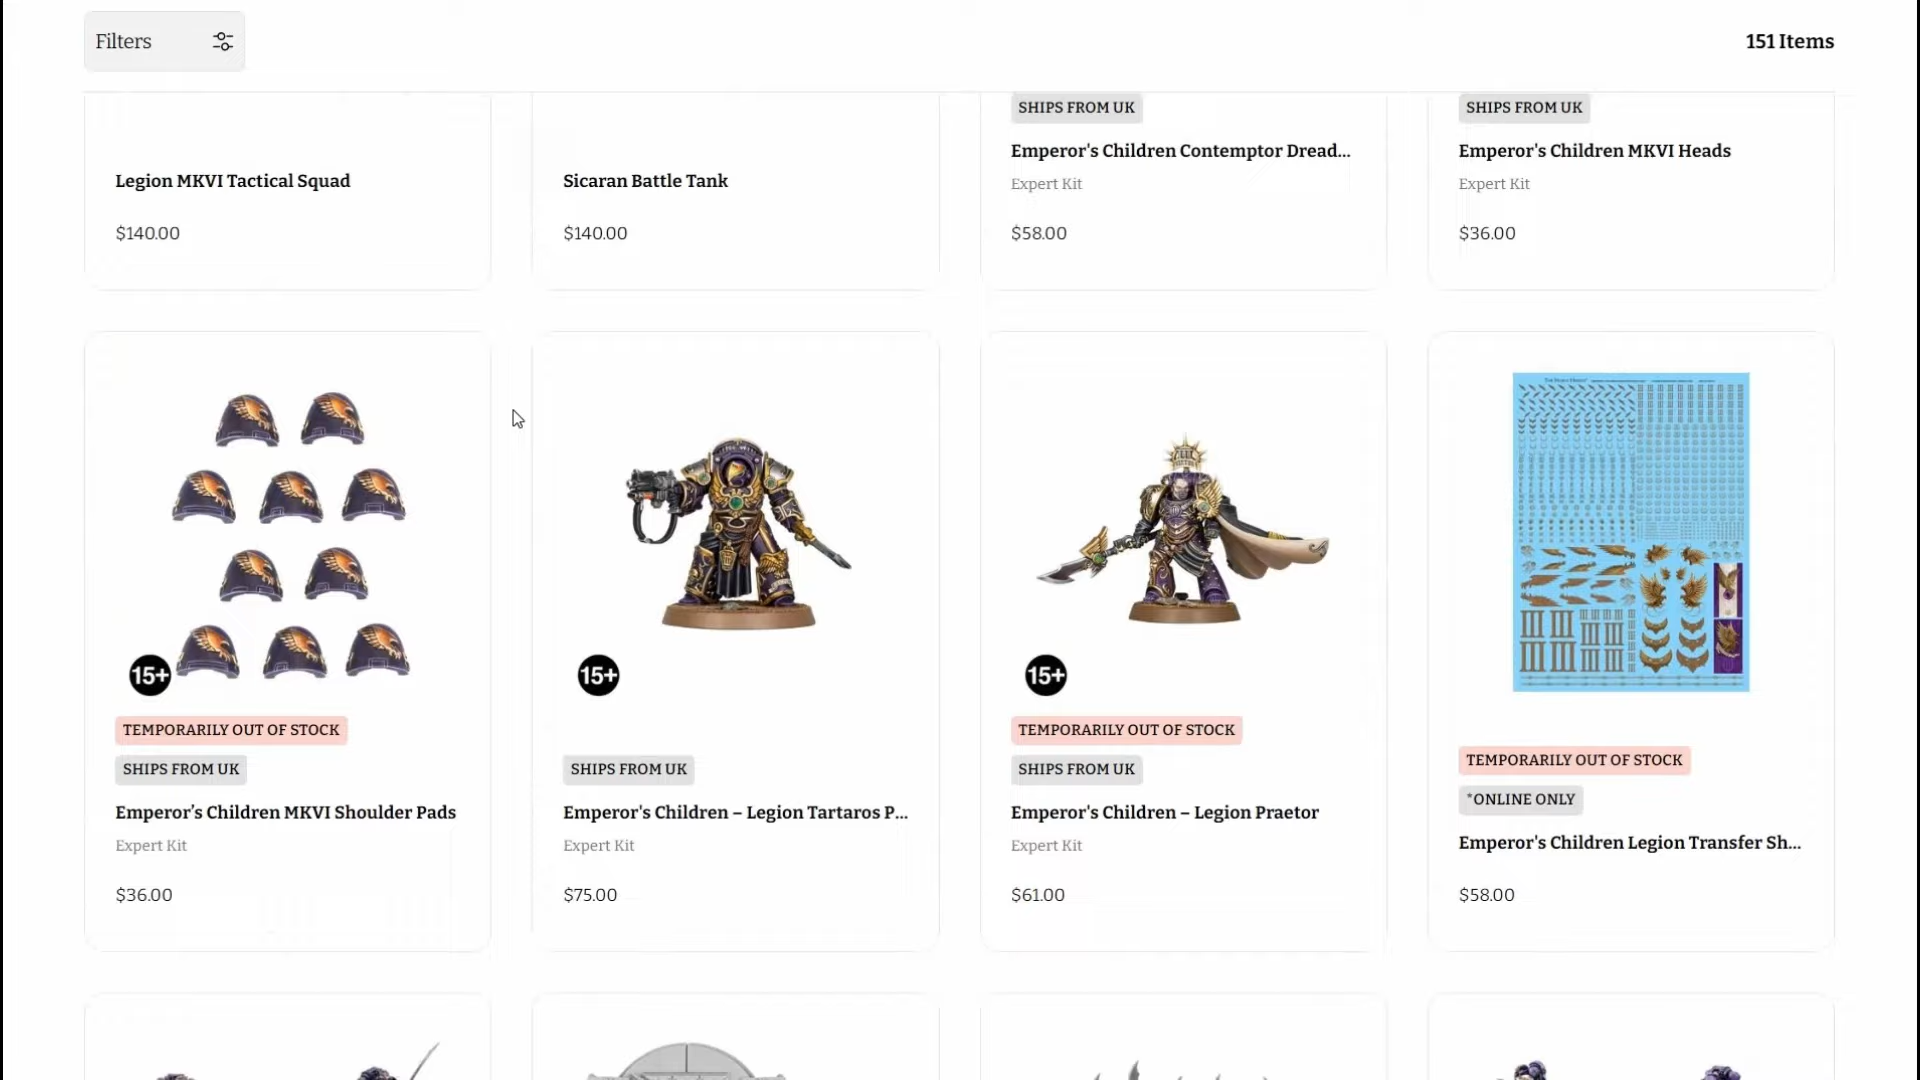 Filters
151 Items
SHIPS FROM UK
SHIPS FROM UK
Legion MKVI Tactical Squad
Sicaran Battle Tank
Emperor's Children Contemptor Dread...
Emperor's Children MKVI Heads
Expert Kit
Expert Kit
$140.00
$140.00
$58.00
$36.00
15+
TEMPORARILY OUT OF STOCK
SHIPS FROM UK
Emperor’s Children MKVI Shoulder Pads
Expert Kit
$36.00
15+
SHIPS FROM UK
Emperor's Children – Legion Tartaros P...
Expert Kit
$75.00
15+
TEMPORARILY OUT OF STOCK
SHIPS FROM UK
Emperor's Children – Legion Praetor
Expert Kit
$61.00
TEMPORARILY OUT OF STOCK
*ONLINE ONLY
Emperor's Children Legion Transfer Sh...
$58.00